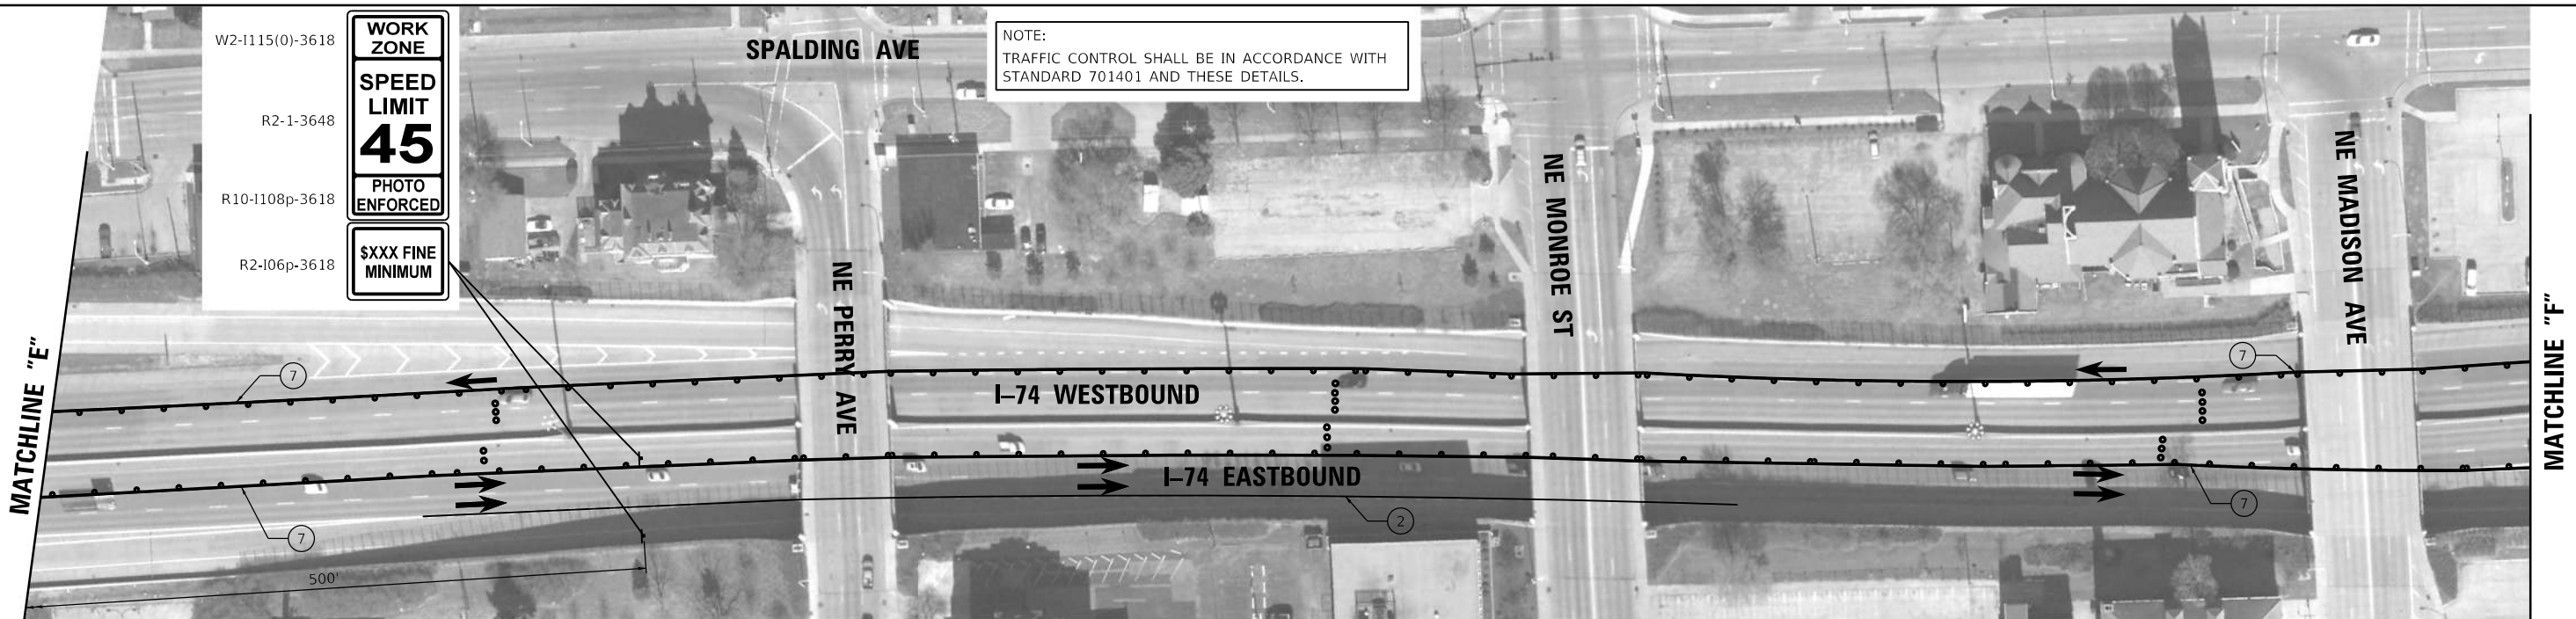 W2-I115(0)-3618
WORK
ZONE
R2-1-3648
SPEED
LIMIT
45
R10-I108p-3618
PHOTO
ENFORCED
R2-I06p-3618
$XXX FINE
MINIMUM
SPALDING AVE
NOTE:
TRAFFIC CONTROL SHALL BE IN ACCORDANCE WITH
STANDARD 701401 AND THESE DETAILS.
NE PERRY AVE
NE MONROE ST
NE MADISON AVE
MATCHLINE "E"
MATCHLINE "F"
7
7
I-74 WESTBOUND
I-74 EASTBOUND
7
2
7
500'